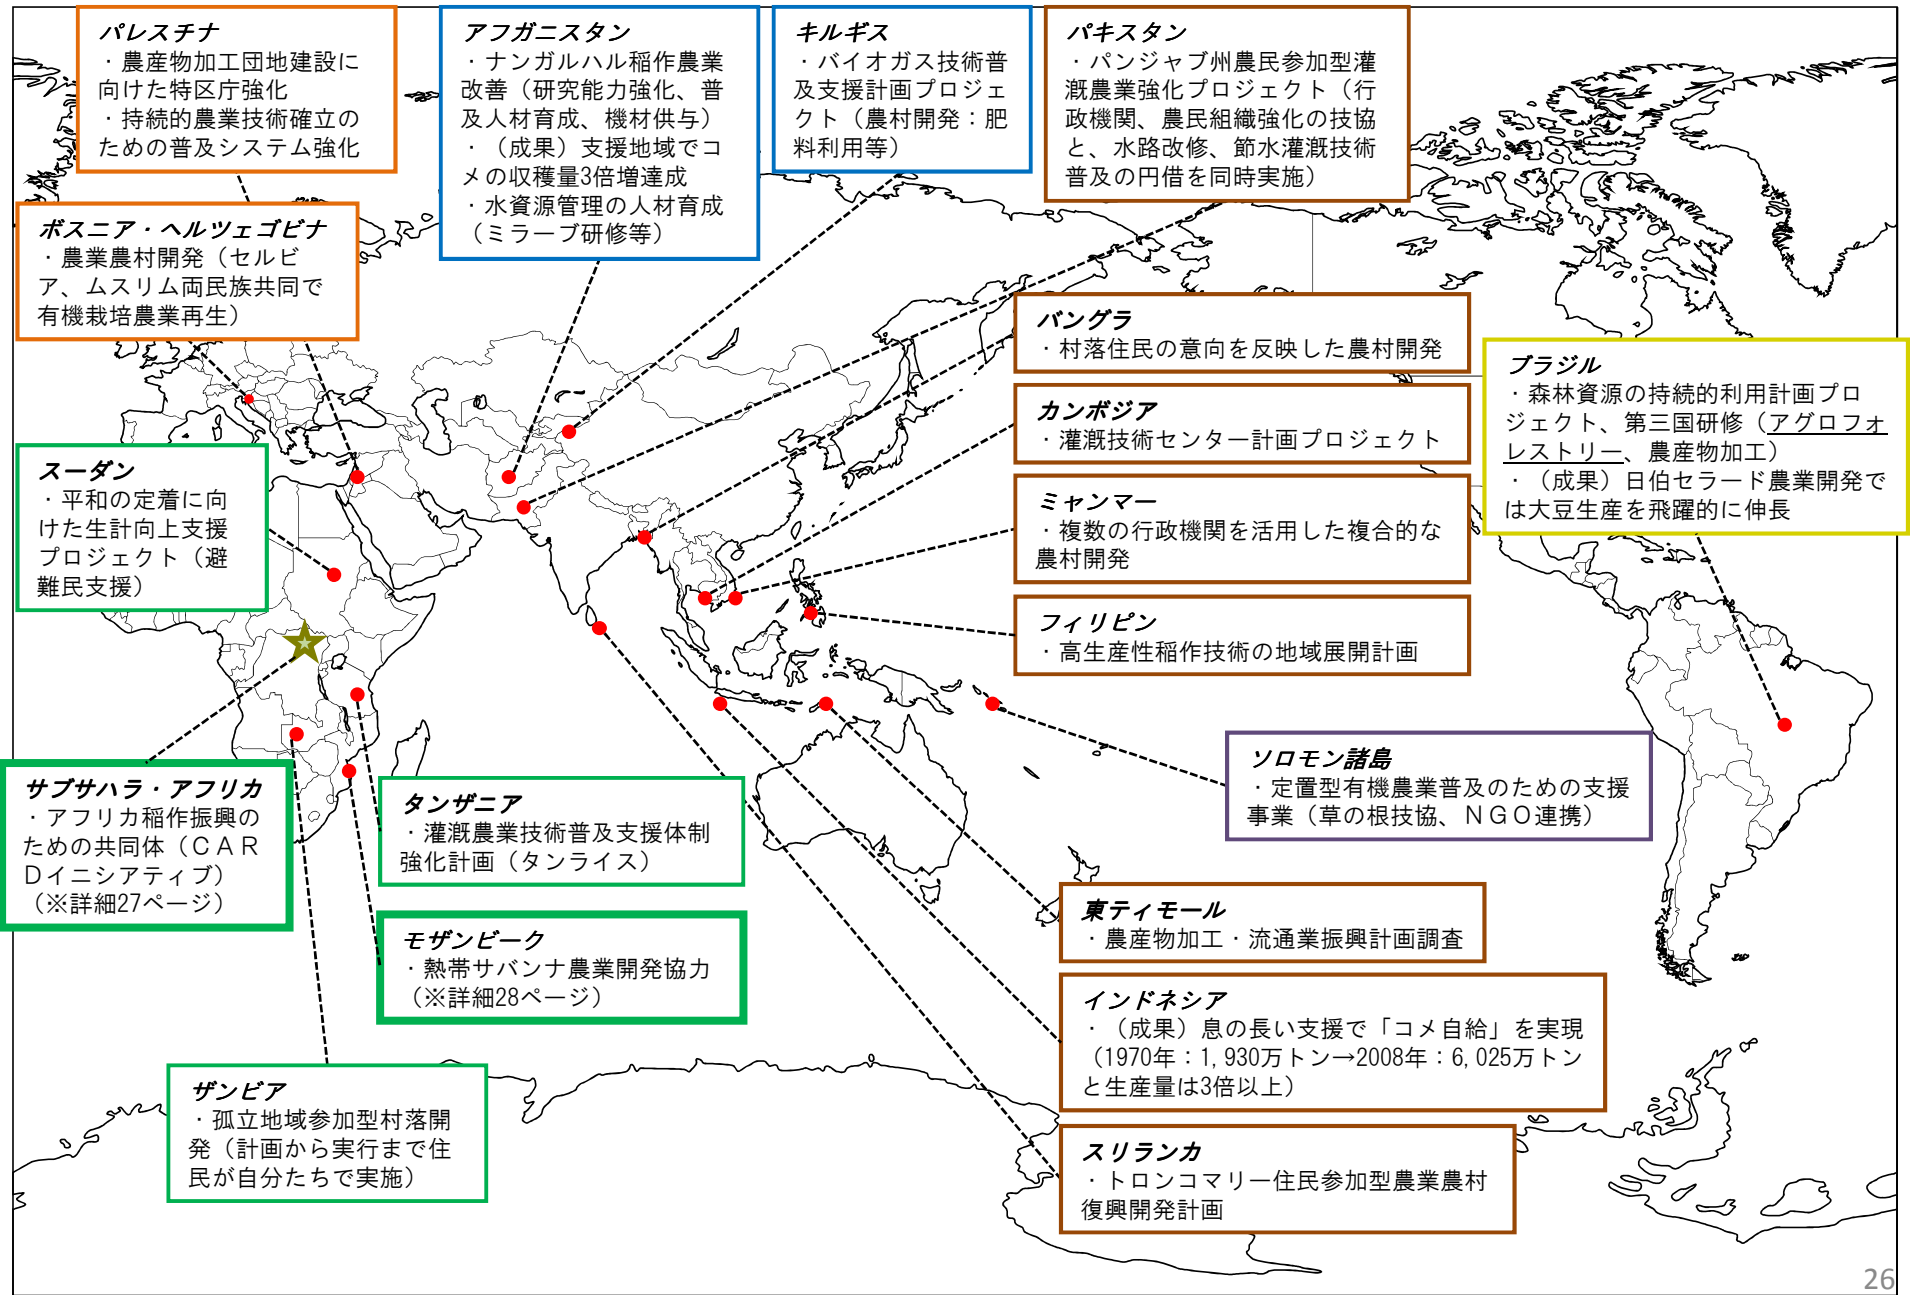 パレスチナ
・農産物加工団地建設に
向けた特区庁強化
・持続的農業技術確立の
ための普及システム強化
アフガニスタン
・ナンガルハル稲作農業
改善（研究能力強化、普
及人材育成、機材供与）
・（成果）支援地域でコ
メの収穫量3倍増達成
・水資源管理の人材育成
（ミラーブ研修等）
キルギス
・バイオガス技術普
及支援計画プロジェ
クト（農村開発：肥
料利用等）
パキスタン
・パンジャブ州農民参加型灌
漑農業強化プロジェクト（行
政機関、農民組織強化の技協
と、水路改修、節水灌漑技術
普及の円借を同時実施）
ボスニア・ヘルツェゴビナ
・農業農村開発（セルビ
ア、ムスリム両民族共同で
有機栽培農業再生）
バングラ
・村落住民の意向を反映した農村開発
ブラジル
・森林資源の持続的利用計画プロ
ジェクト、第三国研修（アグロフォ
レストリー、農産物加工）
・（成果）日伯セラード農業開発で
は大豆生産を飛躍的に伸長
カンボジア
・灌漑技術センター計画プロジェクト
スーダン
・平和の定着に向
けた生計向上支援
プロジェクト（避
難民支援）
ミャンマー
・複数の行政機関を活用した複合的な
農村開発
フィリピン
・高生産性稲作技術の地域展開計画
ソロモン諸島
・定置型有機農業普及のための支援
事業（草の根技協、ＮＧＯ連携）
サブサハラ・アフリカ
・アフリカ稲作振興の
ための共同体（ＣＡＲ
Ｄイニシアティブ）
（※詳細27ページ）
タンザニア
・灌漑農業技術普及支援体制
強化計画（タンライス）
東ティモール
・農産物加工・流通業振興計画調査
モザンビーク
・熱帯サバンナ農業開発協力
（※詳細28ページ）
インドネシア
・（成果）息の長い支援で「コメ自給」を実現
（1970年：1,930万トン→2008年：6,025万トン
と生産量は3倍以上）
ザンビア
・孤立地域参加型村落開
発（計画から実行まで住
民が自分たちで実施）
スリランカ
・トロンコマリー住民参加型農業農村
復興開発計画
26